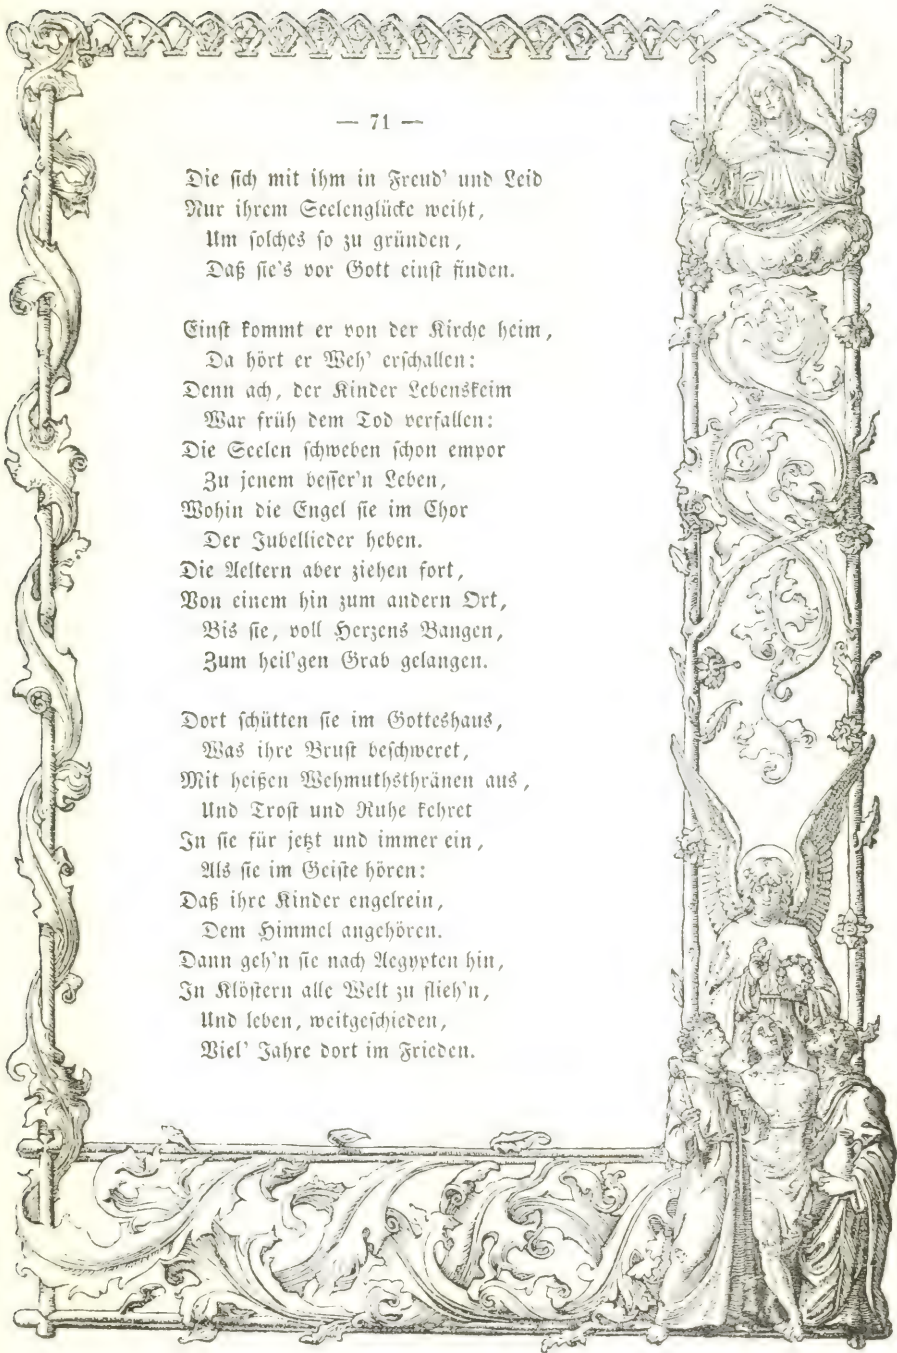 — 71 —
Die sich mit ihm in Freud' und Leid
Nur ihrem Seelenglücke weiht,
Um solches so zu gründen,
Daß sie's vor Gott einst finden.
Einst kommt er von der Kirche heim,
Da hört er Weh' erschallen:
Denn ach, der Kinder Lebenskeim
War früh dem Tod verfallen:
Die Seelen schweben schon empor
Zu jenem besser'n Leben,
Wohin die Engel sie im Chor
Der Jubellieder heben.
Die Aeltern aber ziehen fort,
Von einem hin zum andern Ort,
Bis sie, voll Herzens Bangen,
Zum heil'gen Grab gelangen.
Dort schütten sie im Gotteshaus,
Was ihre Brust beschweret,
Mit heißen Wehmuthsthränen aus,
Und Trost und Ruhe kehret
In sie für jetzt und immer ein,
Als sie im Geiste hören:
Daß ihre Kinder engelrein,
Dem Himmel angehören.
Dann geh'n sie nach Aegypten hin,
In Klöstern alle Welt zu flieh'n,
Und leben, weitgeschieden,
Viel' Jahre dort im Frieden.